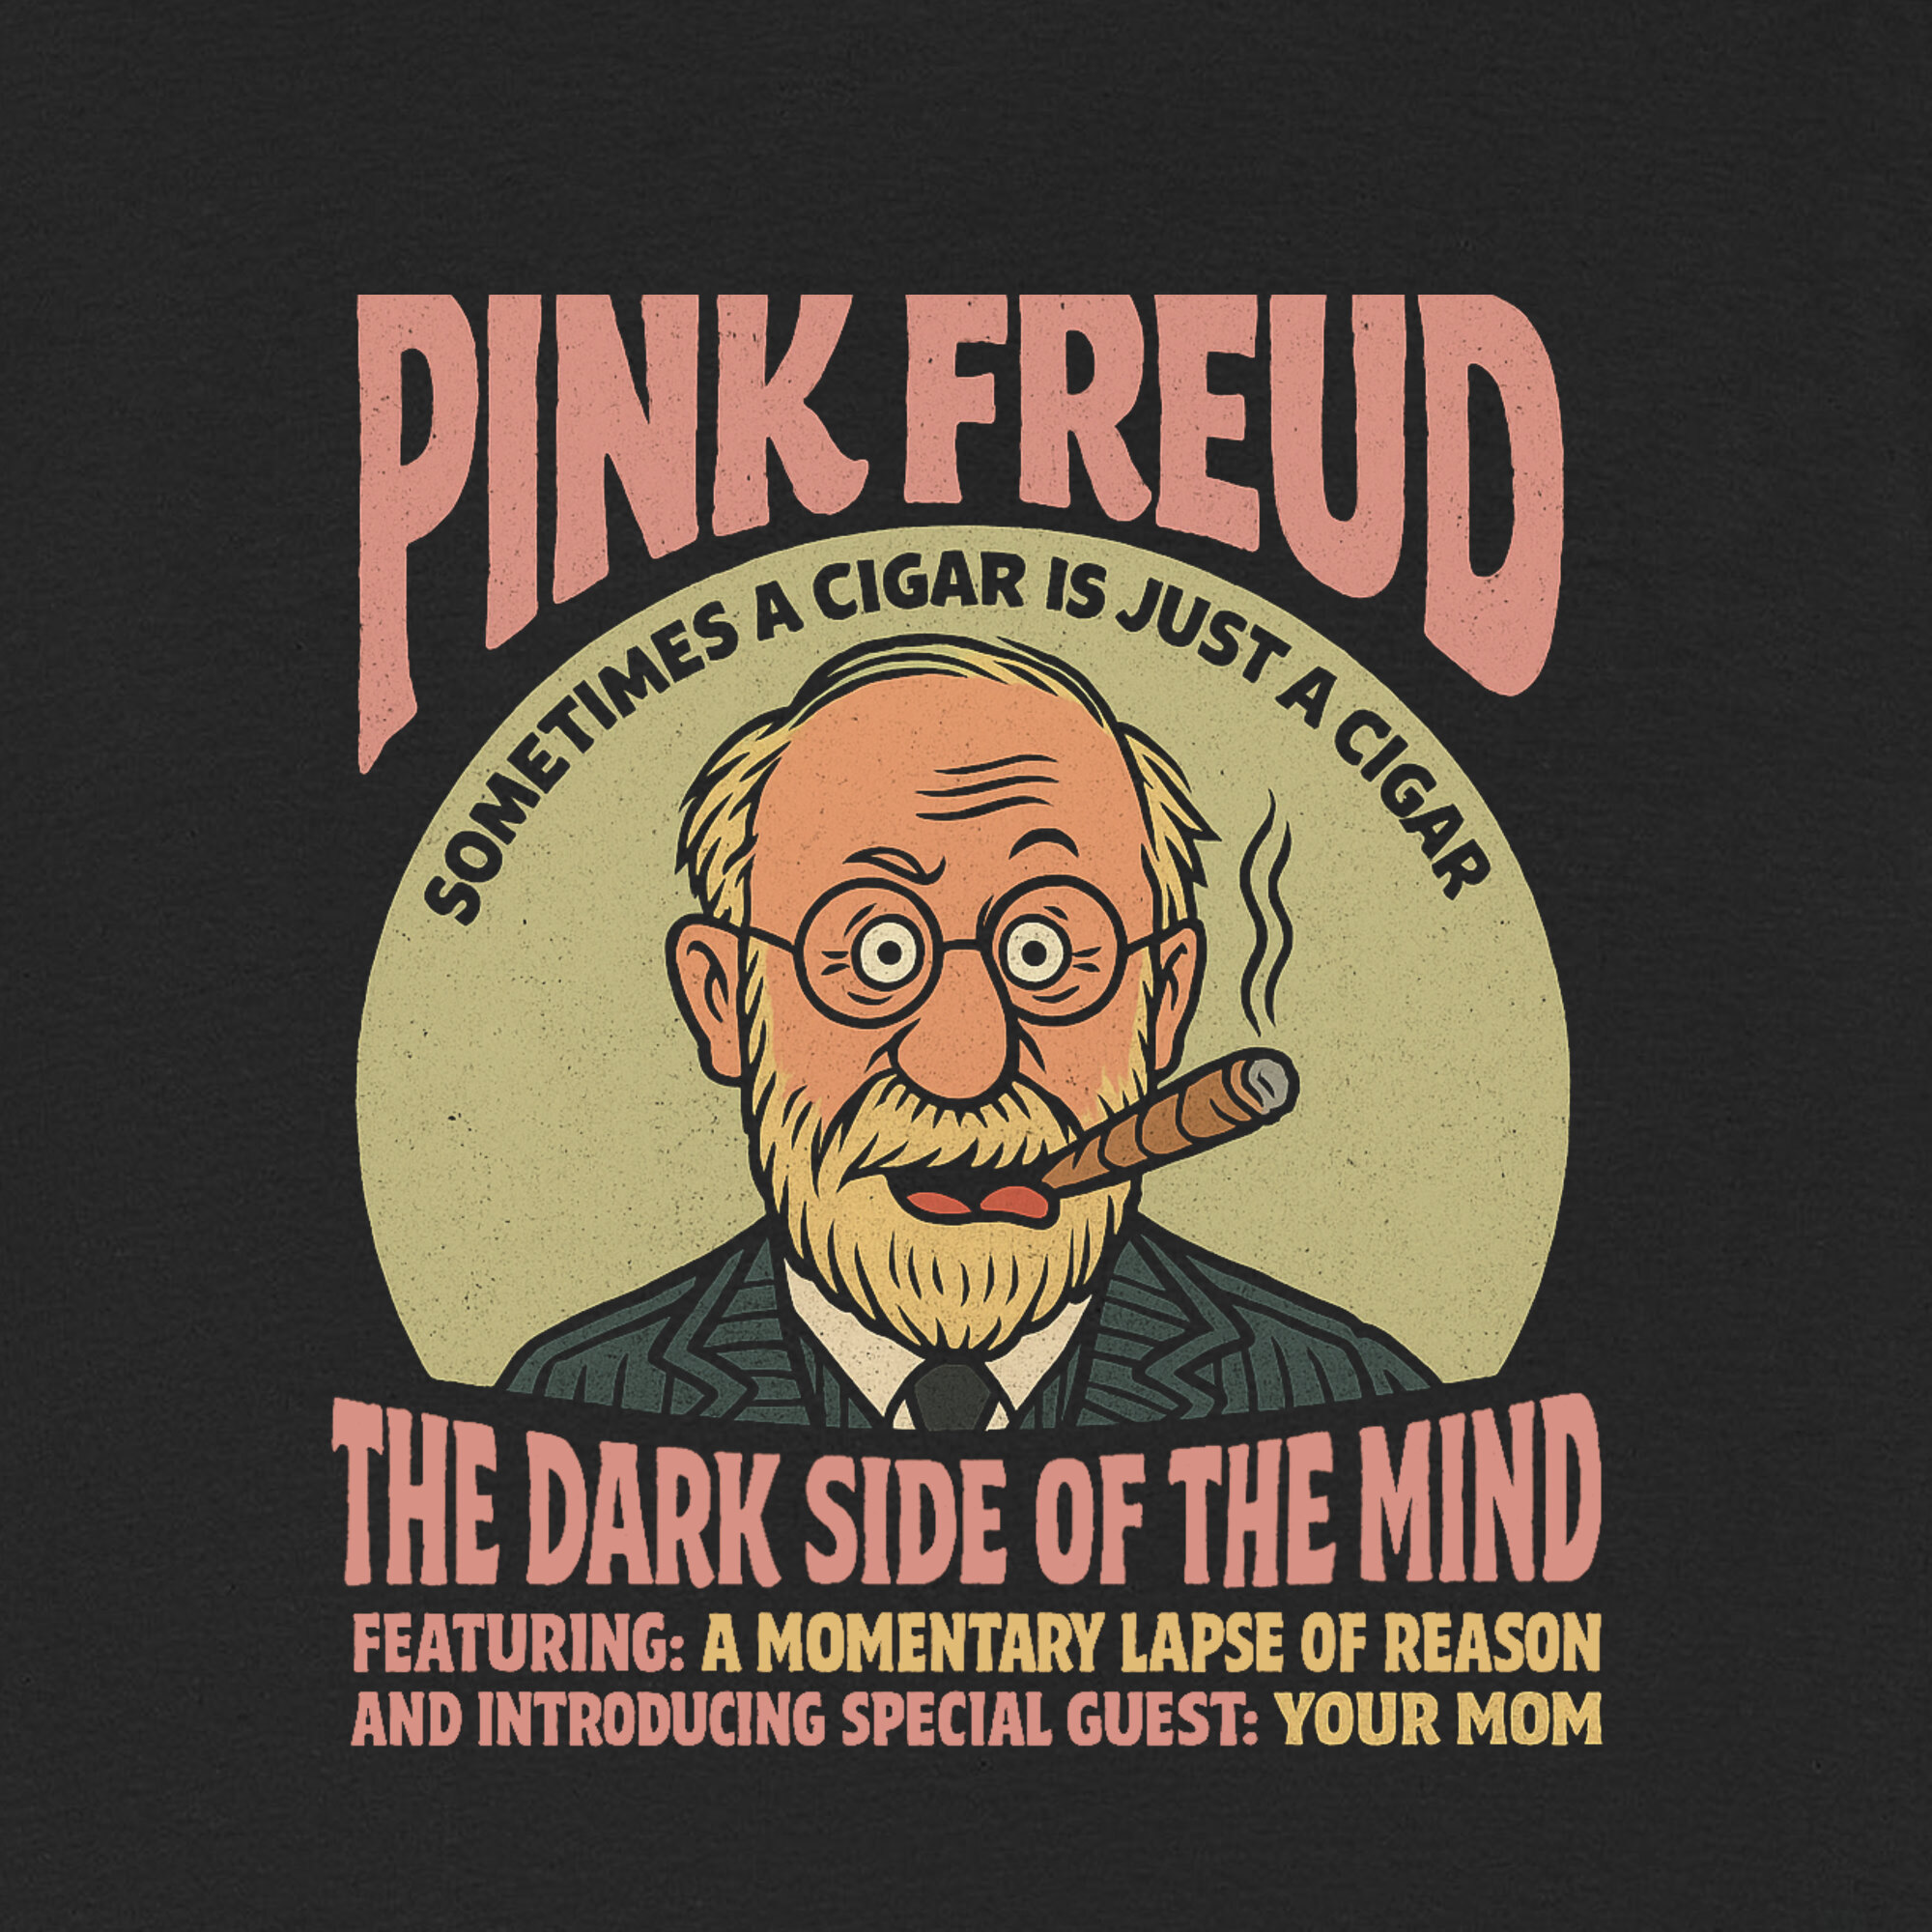 PINK FREUD
SOMETIMES A CIGAR IS JUST A CIGAR
THE DARK SIDE OF THE MIND
FEATURING: A MOMENTARY LAPSE OF REASON
AND INTRODUCING SPECIAL GUEST: YOUR MOM